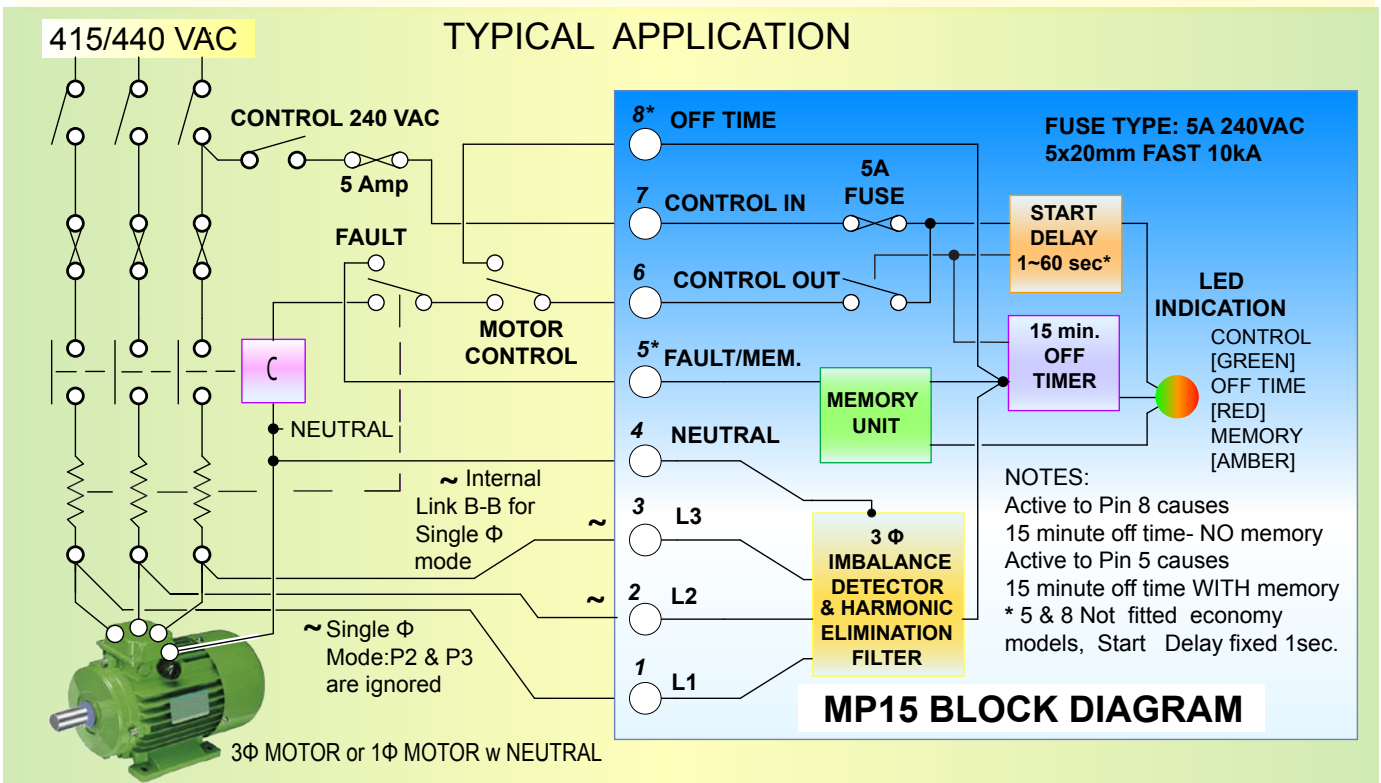 415/440 VAC
TYPICAL APPLICATION
CONTROL 240 VAC
5 Amp
FAULT
MOTOR
CONTROL
C
NEUTRAL
~ Internal
Link B-B for
Single Φ
mode
~ Single Φ
Mode:P2 & P3
are ignored
3Φ MOTOR or 1Φ MOTOR w NEUTRAL
8* OFF TIME
7 CONTROL IN
6 CONTROL OUT
5* FAULT/MEM.
4 NEUTRAL
~ 3 L3
~ 2 L2
1 L1
5A
FUSE
FUSE TYPE: 5A 240VAC
5x20mm FAST 10kA
START
DELAY
1~60 sec*
15 min.
OFF
TIMER
MEMORY
UNIT
3 Φ
IMBALANCE
DETECTOR
& HARMONIC
ELIMINATION
FILTER
LED
INDICATION
CONTROL
[GREEN]
OFF TIME
[RED]
MEMORY
[AMBER]
NOTES:
Active to Pin 8 causes
15 minute off time- NO memory
Active to Pin 5 causes
15 minute off time WITH memory
* 5 & 8 Not fitted economy
models, Start Delay fixed 1sec.
MP15 BLOCK DIAGRAM